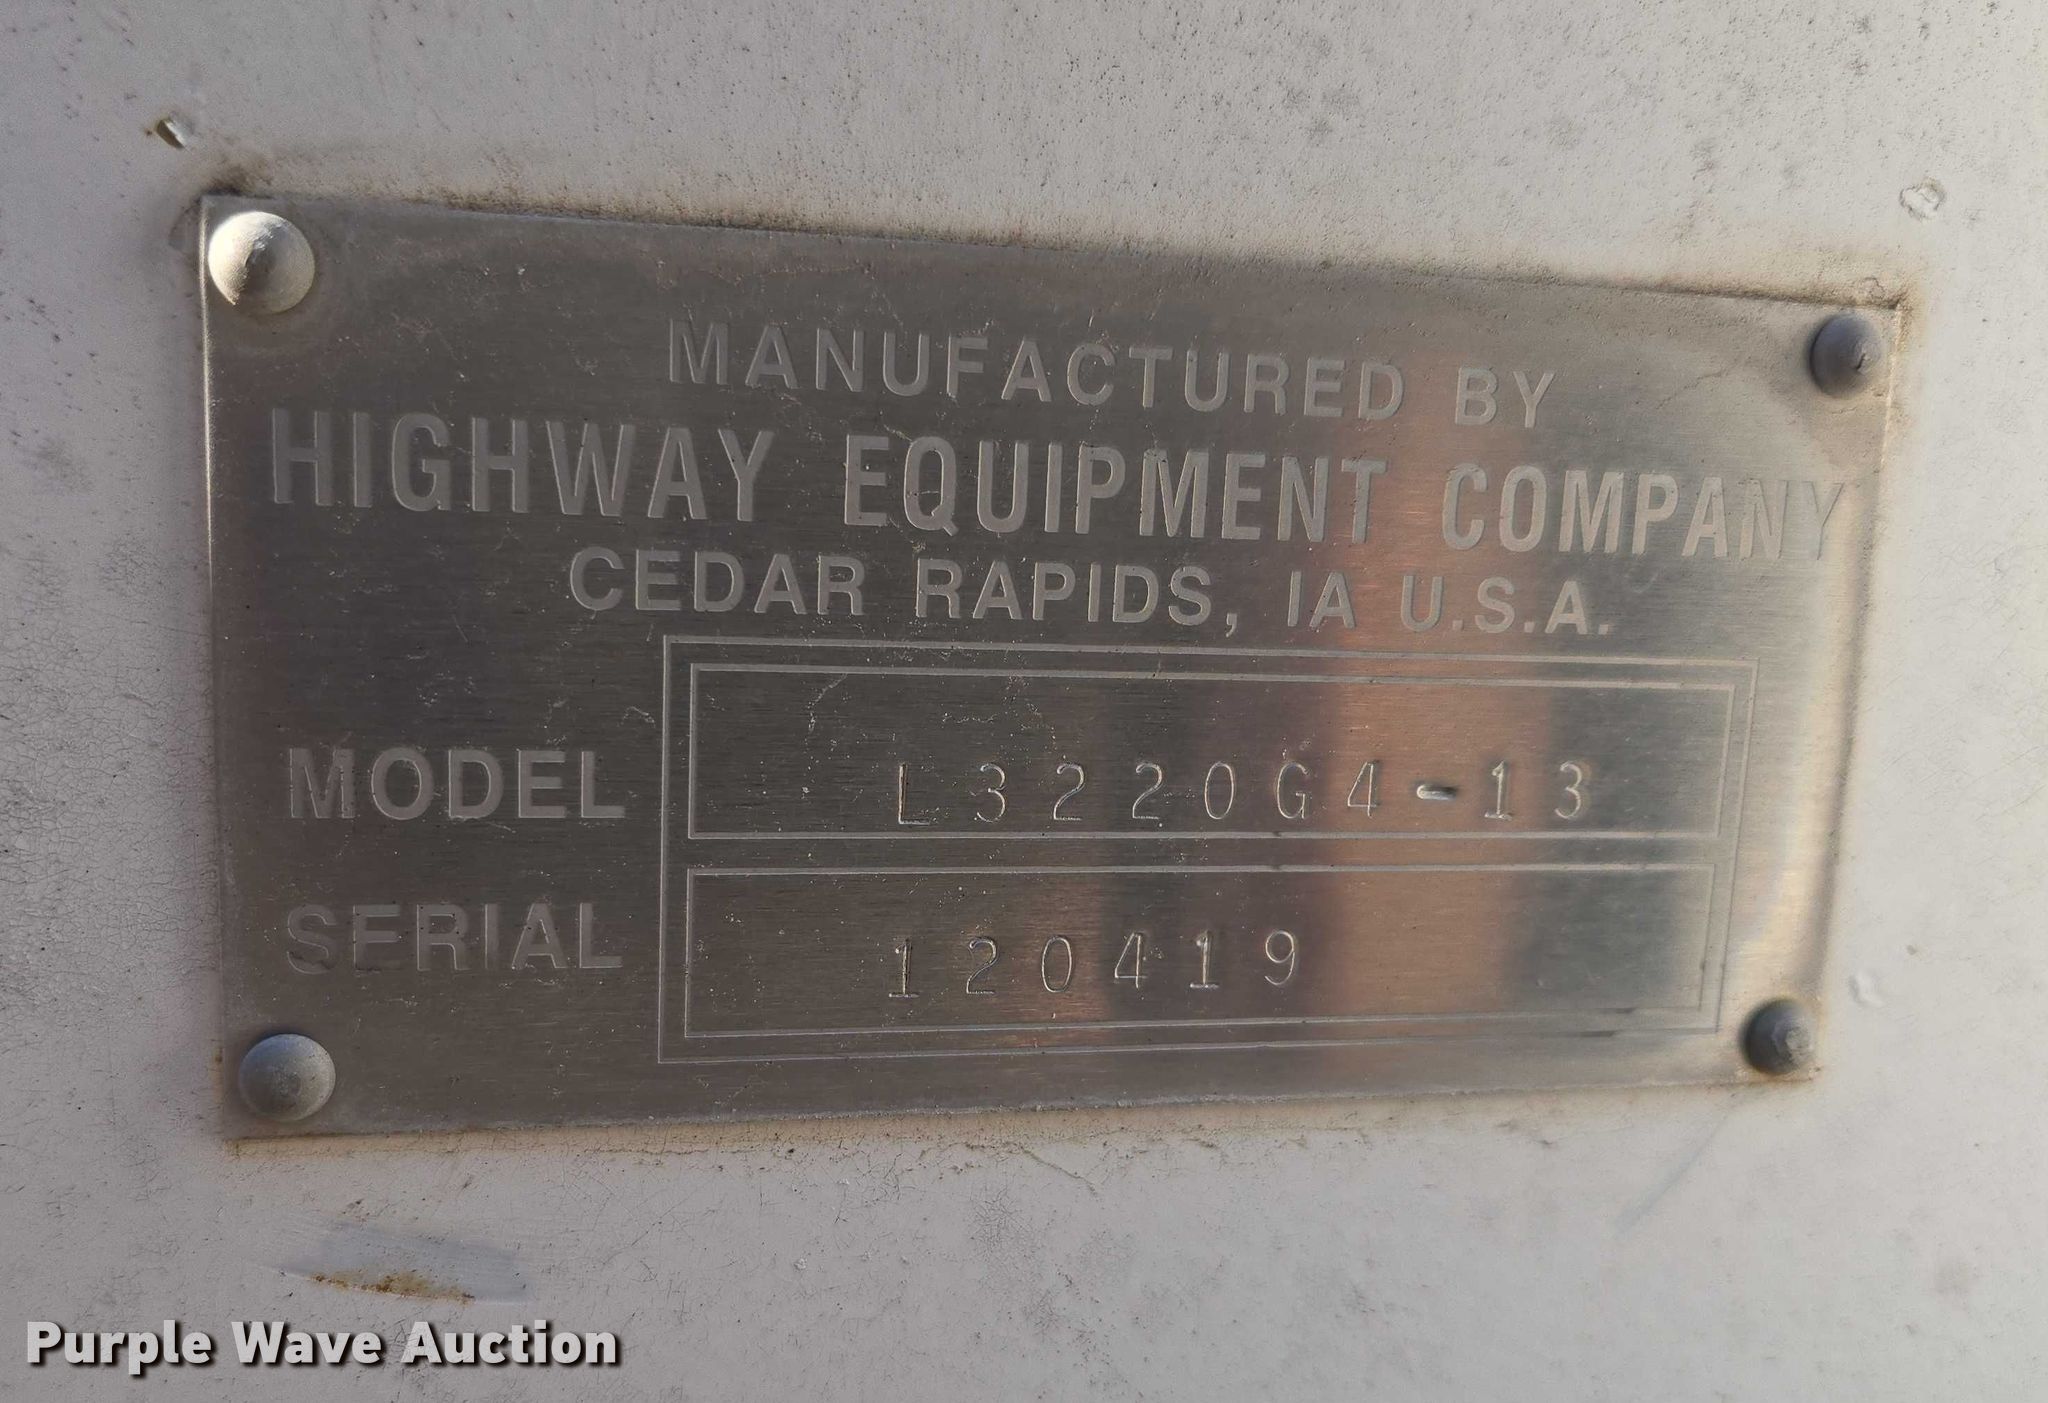 MANUFACTURED BY
HIGHWAY EQUIPMENT COMPANY
CEDAR RAPIDS, IA U.S.A.
MODEL L3220G4-13
SERIAL 120419
Purple Wave Auction